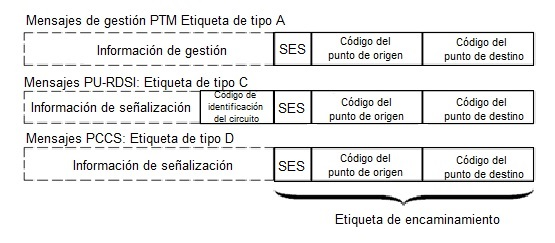 Mensajes de gestión PTM Etiqueta de tipo A
Información de gestión
SES
Código del
punto de origen
Código del
punto de destino
Mensajes PU-RDSI: Etiqueta de tipo C
Información de señalización
Código de
identificación
del circuito
SES
Código del
punto de origen
Código del
punto de destino
Mensajes PCCS: Etiqueta de tipo D
Información de señalización
SES
Código del
punto de origen
Código del
punto de destino
Etiqueta de encaminamiento